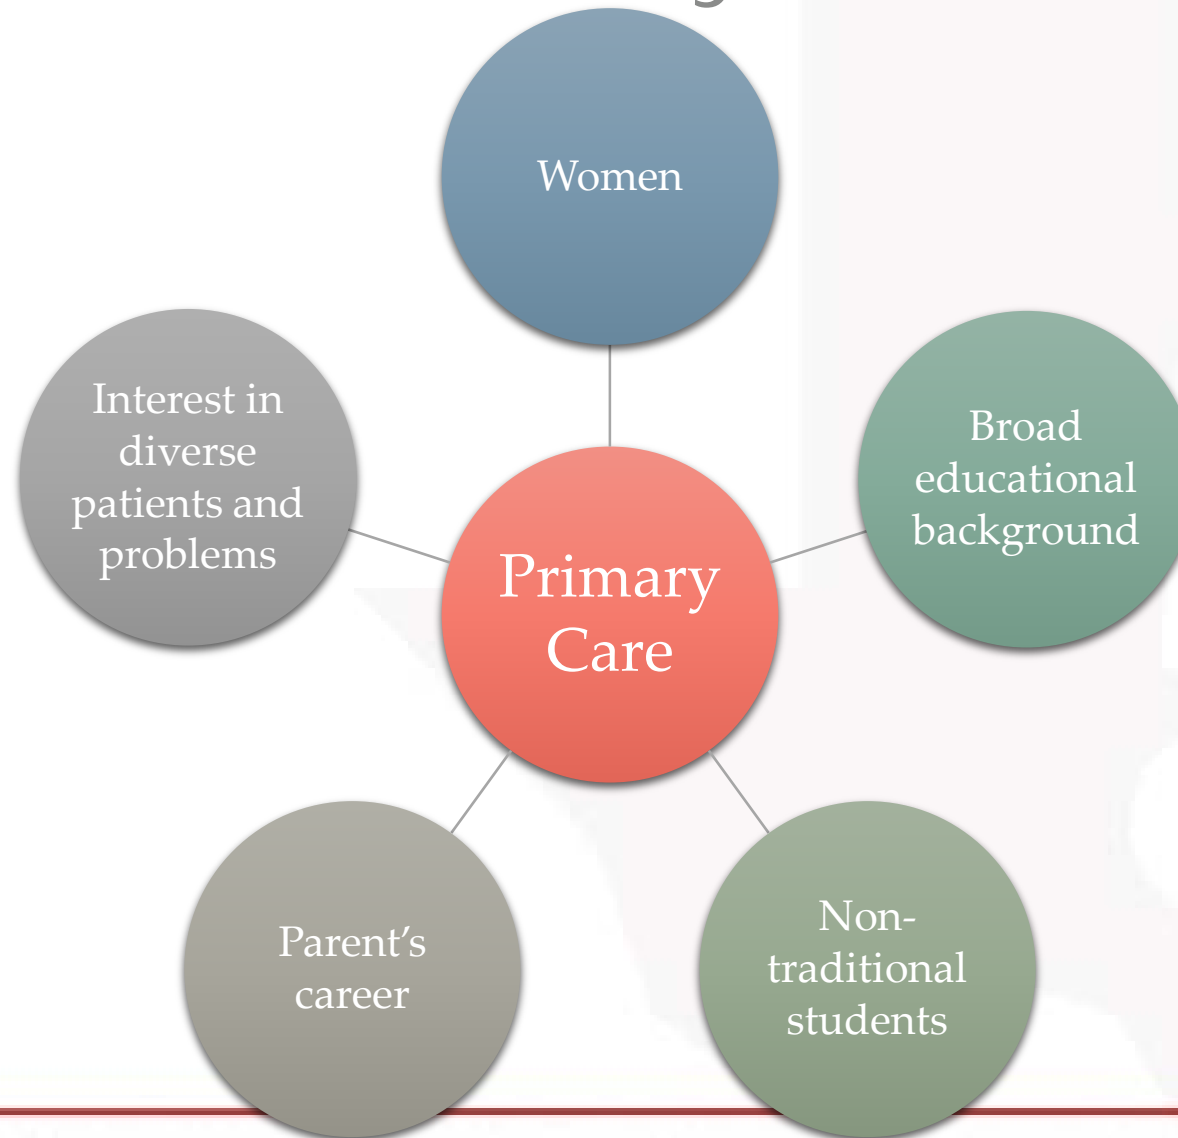 Women
Interest in
diverse
patients and
problems
Broad
educational
background
Primary
Care
Parent's
career
Non-
traditional
students